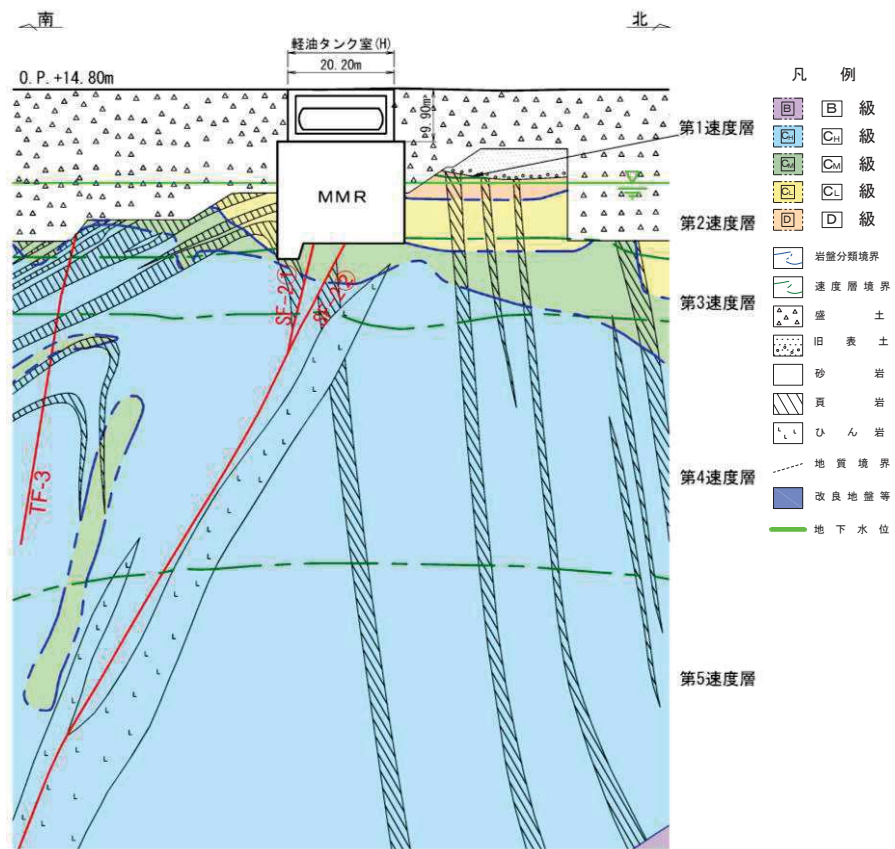 南
北
軽油タンク室(H)
20.20m
O.P.+14.80m
9.90m
MMR
SF-2①
SF-2②
TF-3
第1速度層
第2速度層
第3速度層
第4速度層
第5速度層
凡 例
B B 級
CH CH 級
CM CM 級
CL CL 級
D D 級
岩盤分類境界
速度層境界
盛土
旧表土
砂岩
頁岩
ひん岩
地質境界
改良地盤等
地下水位